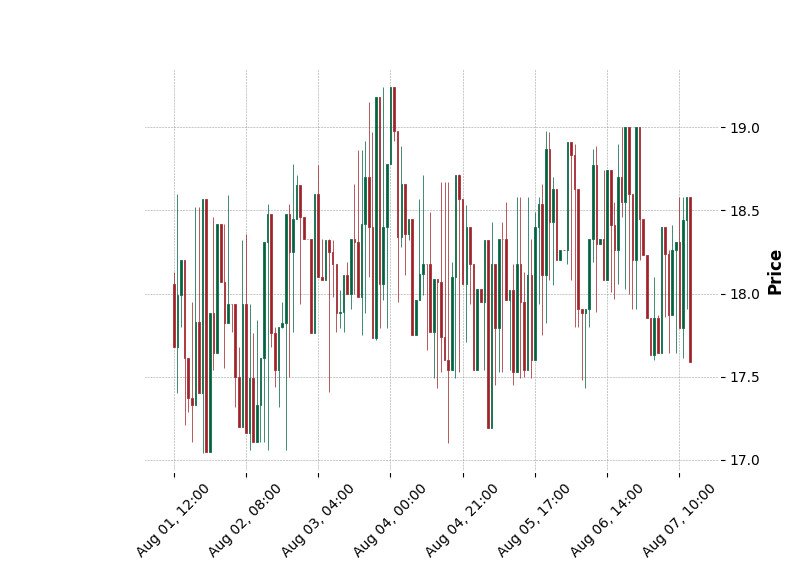 19.0
18.5
18.0
17.5
17.0
Price
Aug 01, 12:00
Aug 02, 08:00
Aug 03, 04:00
Aug 04, 00:00
Aug 04, 21:00
Aug 05, 17:00
Aug 06, 14:00
Aug 07, 10:00